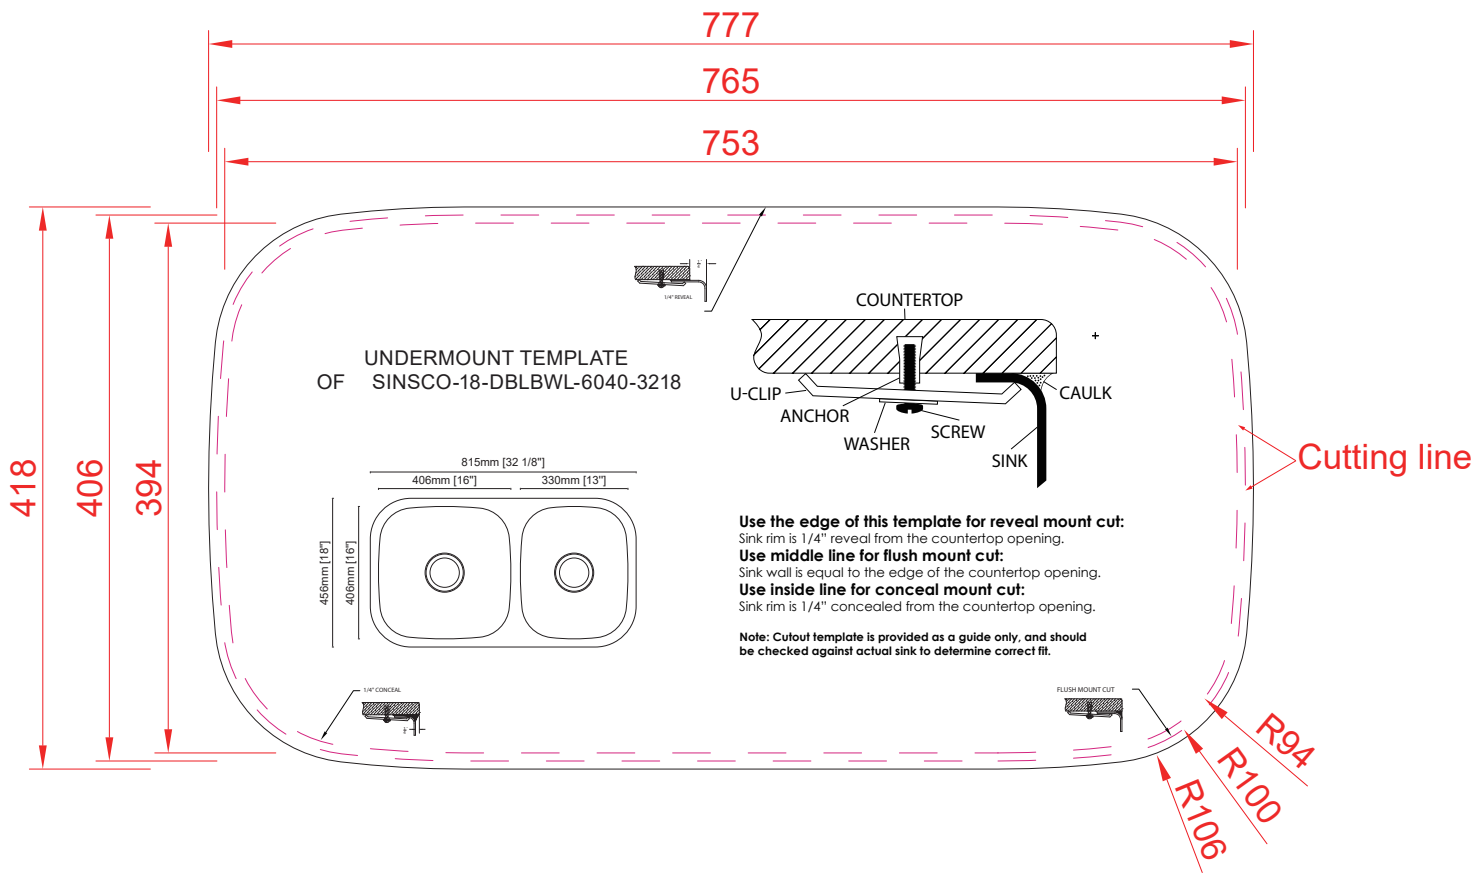 777
765
753
418
406
394
1/4" REVEAL
COUNTERTOP
UNDERMOUNT TEMPLATE
OF SINSCO-18-DBLBWL-6040-3218
U-CLIP
ANCHOR
WASHER
SCREW
CAULK
SINK
Cutting line
815mm [32 1/8"]
406mm [16"]
330mm [13"]
456mm [18"]
406mm [16"]
Use the edge of this template for reveal mount cut:
Sink rim is 1/4" reveal from the countertop opening.
Use middle line for flush mount cut:
Sink wall is equal to the edge of the countertop opening.
Use inside line for conceal mount cut:
Sink rim is 1/4" concealed from the countertop opening.
Note: Cutout template is provided as a guide only, and should
be checked against actual sink to determine correct fit.
1/4" CONCEAL
FLUSH MOUNT CUT
R94
R100
R106